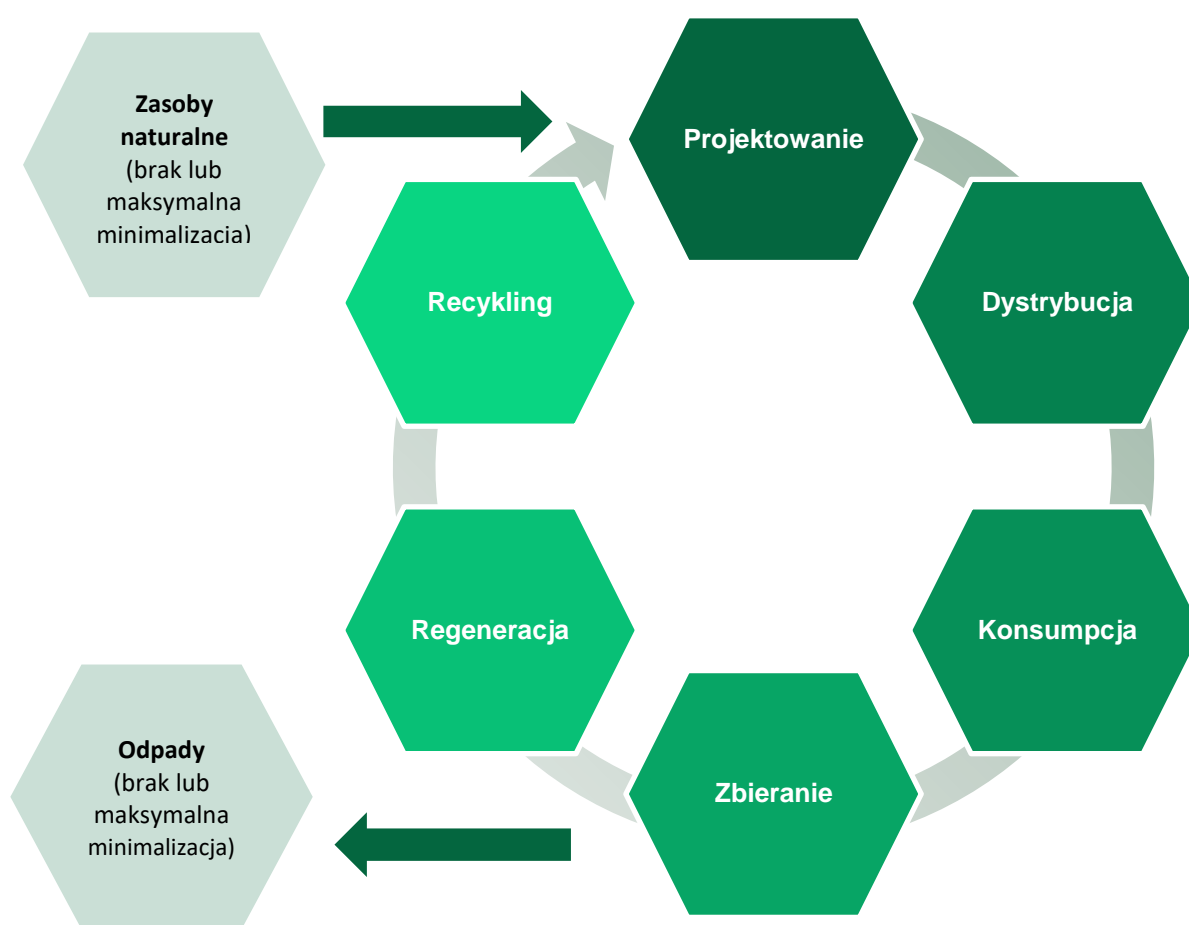 Zasoby
naturalne
(brak lub
maksymalna
minimalizacja)
Projektowanie
Recykling
Dystrybucja
Regeneracja
Konsumpcja
Odpady
(brak lub
maksymalna
minimalizacja)
Zbieranie